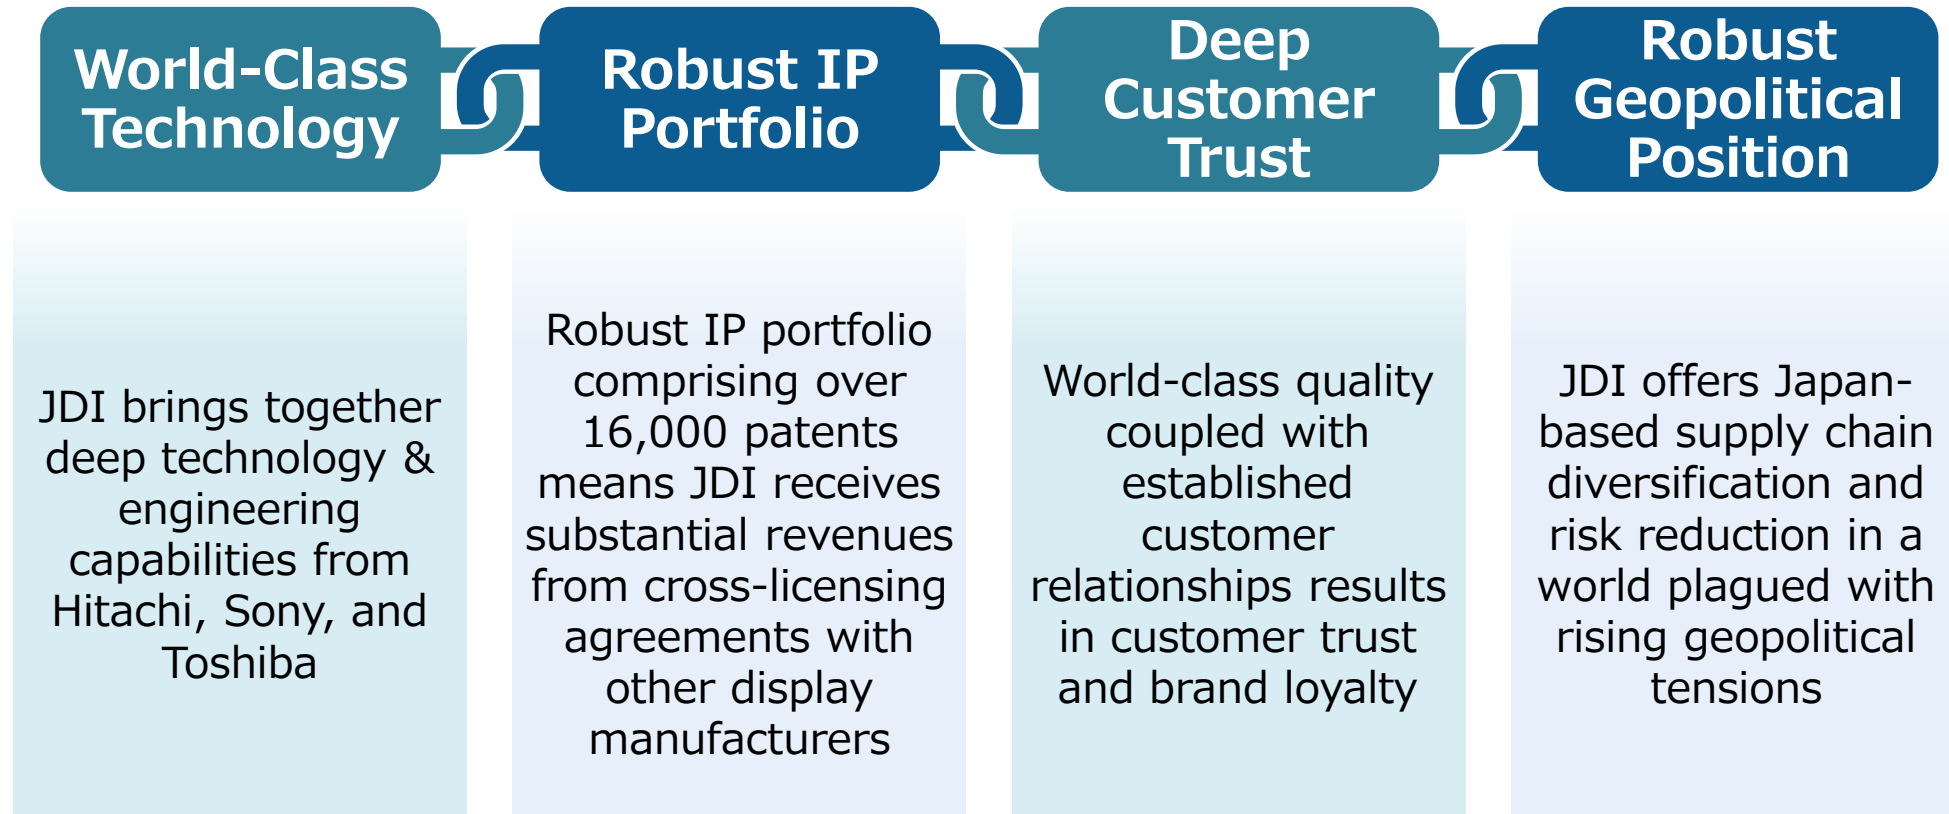 World-Class
Technology
Robust IP
Portfolio
Deep
Customer
Trust
Robust
Geopolitical
Position
JDI brings together
deep technology &
engineering
capabilities from
Hitachi, Sony, and
Toshiba
Robust IP portfolio
comprising over
16,000 patents
means JDI receives
substantial revenues
from cross-licensing
agreements with
other display
manufacturers
World-class quality
coupled with
established
customer
relationships results
in customer trust
and brand loyalty
JDI offers Japan-
based supply chain
diversification and
risk reduction in a
world plagued with
rising geopolitical
tensions